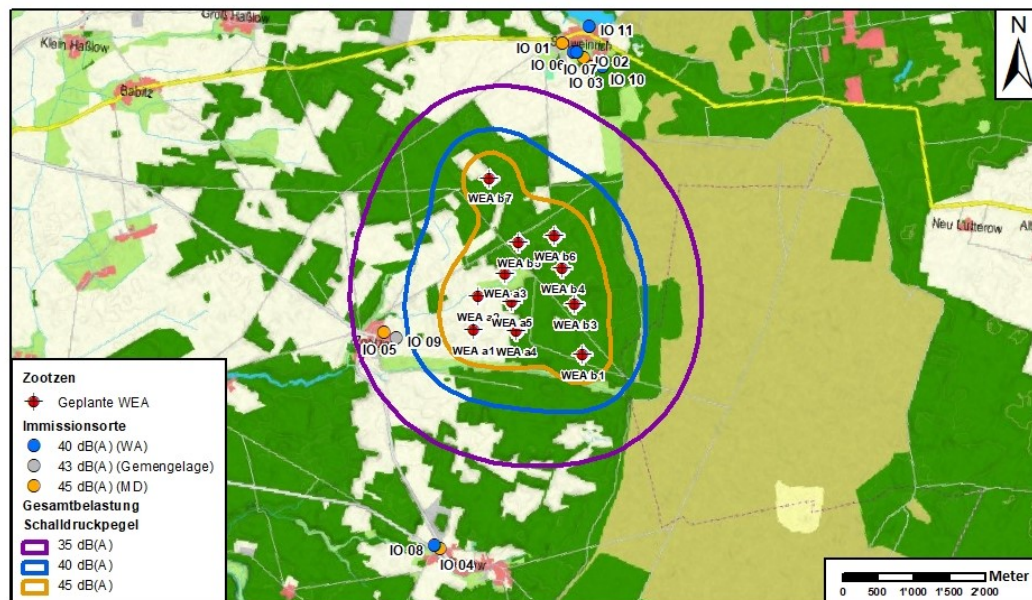 Groß Haßlow
Klein Haßlow
Babitz
IO 11
IO 01
weinrich
IO 06
IO 07
IO 02
IO 03
IO 10
N
Neu Lutterow
WEA b7
WEA b5
WEA b6
WEA a3
WEA b4
WEA a2
WEA a5
WEA b3
WEA a1
WEA a4
WEA b1
IO 05
IO 09
IO 08
IO 04
Zootzen
Geplante WEA
Immissionsorte
40 dB(A) (WA)
43 dB(A) (Gemengelage)
45 dB(A) (MD)
Gesamtbelastung
Schalldruckpegel
35 dB(A)
40 dB(A)
45 dB(A)
Meter
0 500 1'000 1'500 2'000